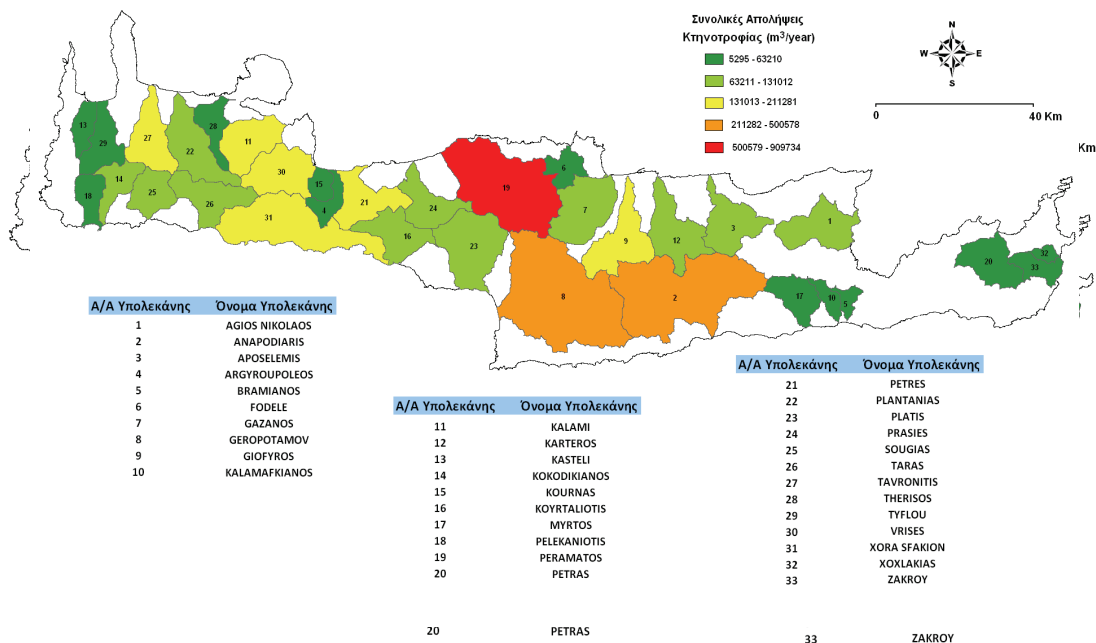 Συνολικές Απολήψεις
Κτηνοτροφίας (m3/year)
5295 - 63210
63211 - 131012
131013 - 211281
211282 - 500578
500579 - 909734
N
W E
S
0 40 Km
Km
13
29
27
22
28
11
30
18
14
25
26
31
15
4
21
24
16
23
19
6
7
9
12
3
1
8
2
17
10
5
20
32
33
Α/Α Υπολεκάνης Όνομα Υπολεκάνης
1 AGIOS NIKOLAOS
2 ANAPODIARIS
3 APOSELEMIS
4 ARGYROUPOLEOS
5 BRAMIANOS
6 FODELE
7 GAZANOS
8 GEROPOTAMOV
9 GIOFYROS
10 KALAMAFKIANOS
Α/Α Υπολεκάνης Όνομα Υπολεκάνης
11 KALAMI
12 KARTEROS
13 KASTELI
14 KOKODIKIANOS
15 KOURNAS
16 KOYRTALIOTIS
17 MYRTOS
18 PELEKANIOTIS
19 PERAMATOS
20 PETRAS
20 PETRAS
Α/Α Υπολεκάνης Όνομα Υπολεκάνης
21 PETRES
22 PLANTANIAS
23 PLATIS
24 PRASIES
25 SOUGIAS
26 TARAS
27 TAVRONITIS
28 THERISOS
29 TYFLOU
30 VRISES
31 XORA SFAKION
32 XOXLAKIAS
33 ZAKROY
33 ZAKROY